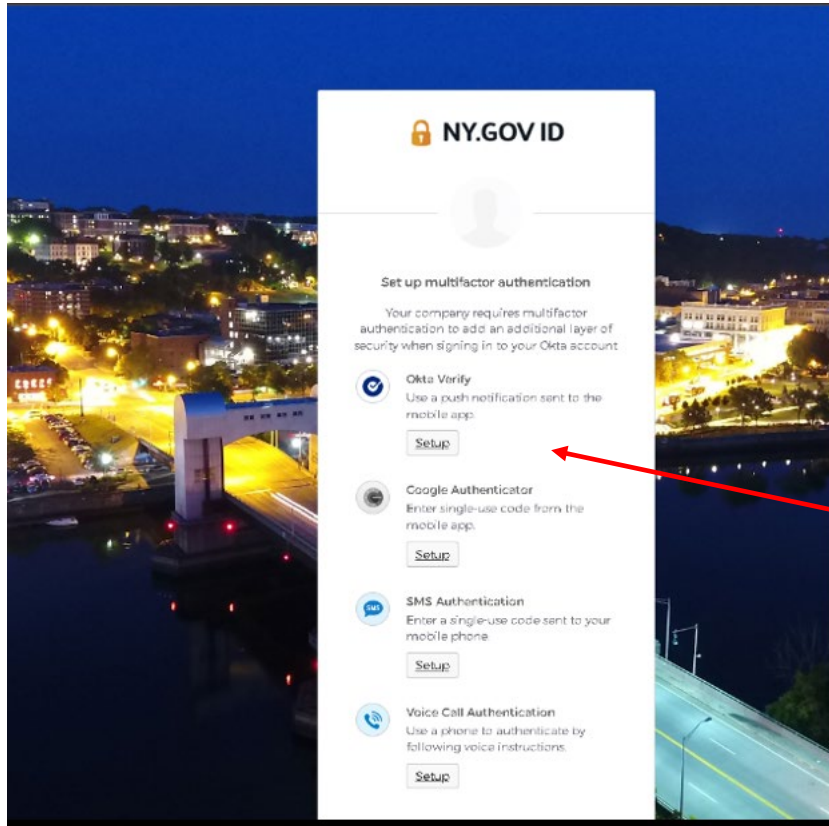 NY.GOV ID
Set up multifactor authentication
Your company requires multifactor
authentication to add an additional layer of
security when signing in to your Okta account
Okta Verify
Use a push notification sent to the
mobile app.
Setup
Google Authenticator
Enter single-use code from the
mobile app.
Setup
SMS
SMS Authentication
Enter a single-use code sent to your
mobile phone.
Setup
Voice Call Authentication
Use a phone to authenticate by
following voice instructions.
Setup